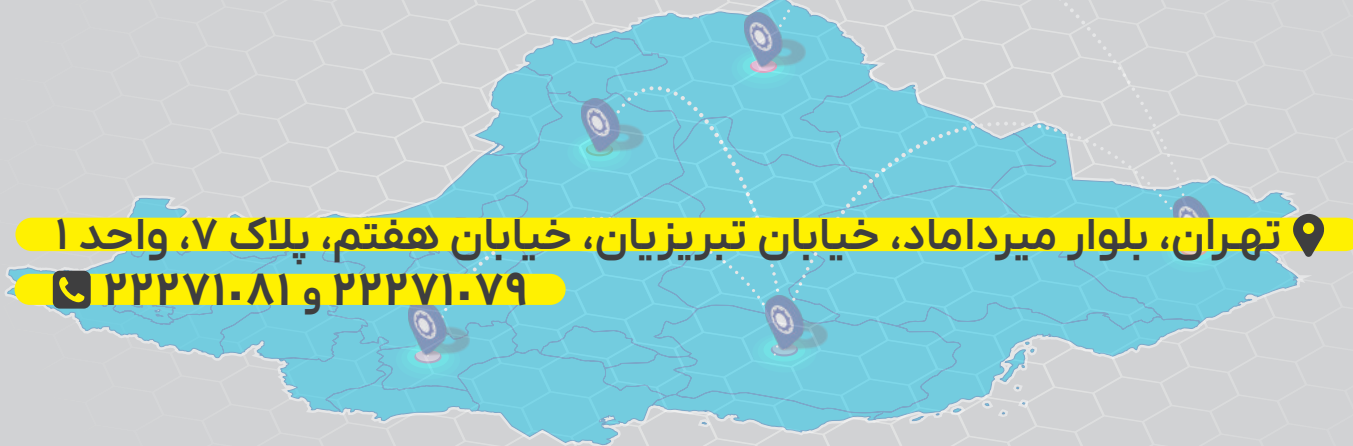 تهران، بلوار میرداماد، خیابان تبریزیان، خیابان هفتم، پلاک ۷، واحد ۱
۲۲۲۷۱۰۷۹ و ۲۲۲۷۱۰۸۱